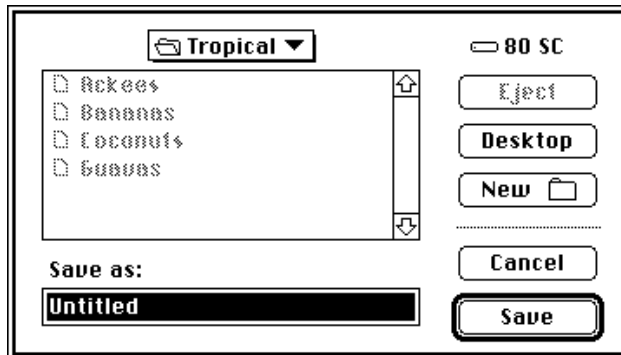 Tropical
80 SC
Ackees
Bananas
Coconuts
Guavas
Eject
Desktop
New
Save as:
Untitled
Cancel
Save